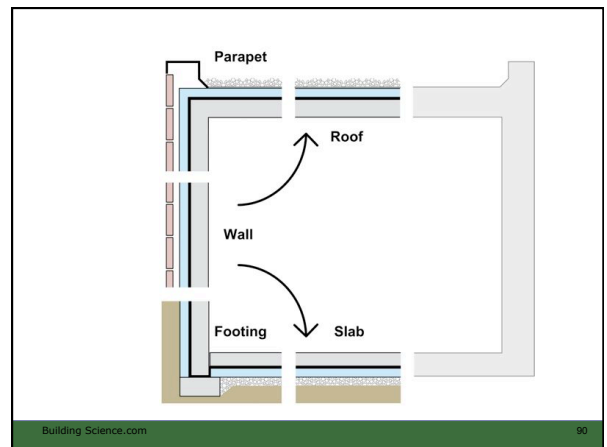 Parapet
Roof
Wall
Footing
Slab
Building Science.com
90